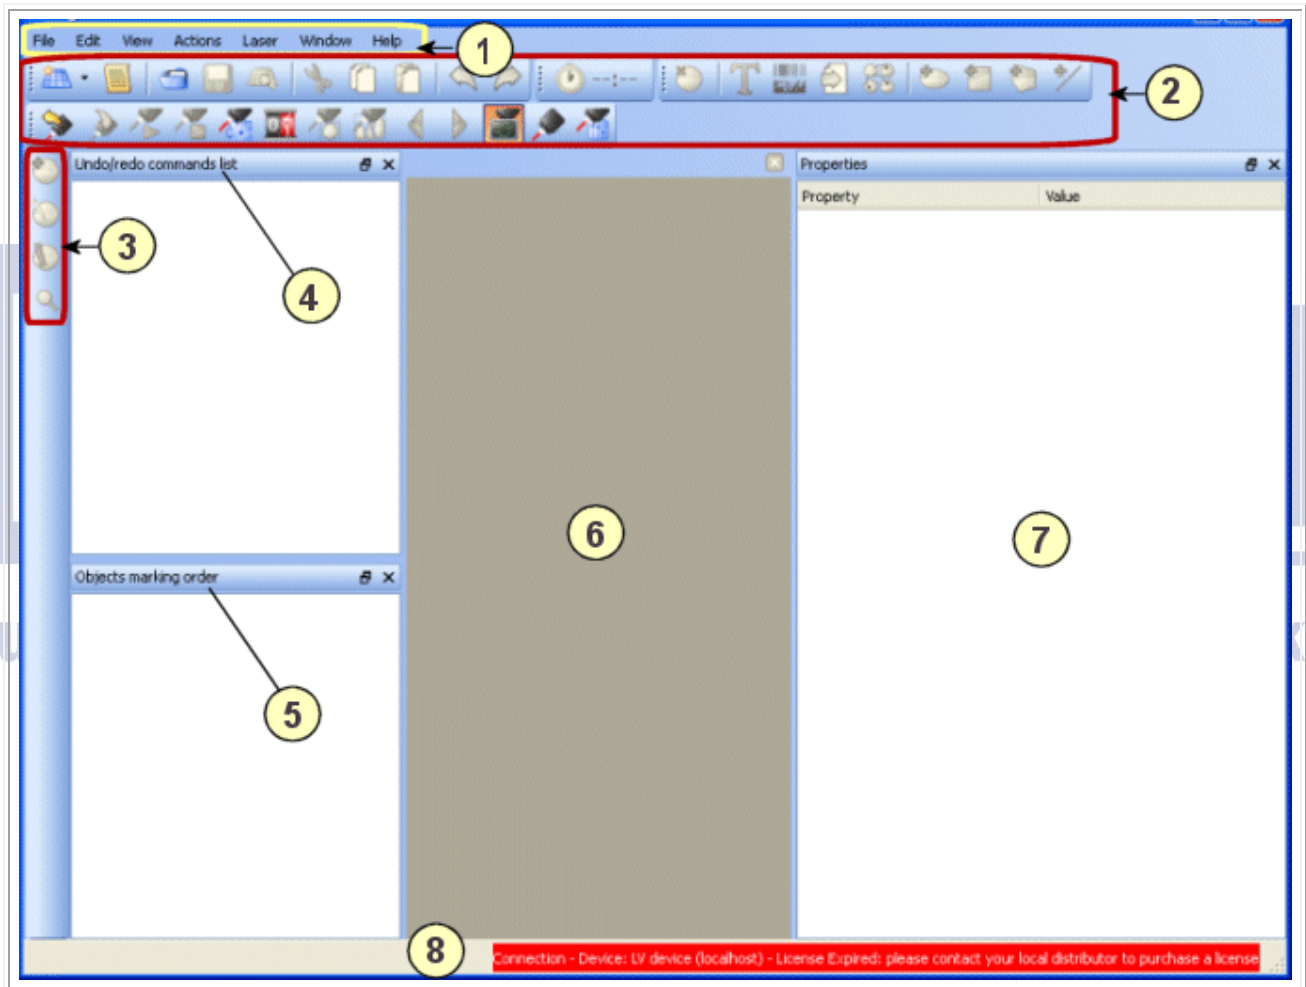 File Edit View Actions Laser Window Help
1
2
--:--
3
Undo/redo commands list
4
Properties
Property Value
6
7
Objects marking order
5
8
Connection - Device: LV device (localhost) - License Expired: please contact your local distributor to purchase a license